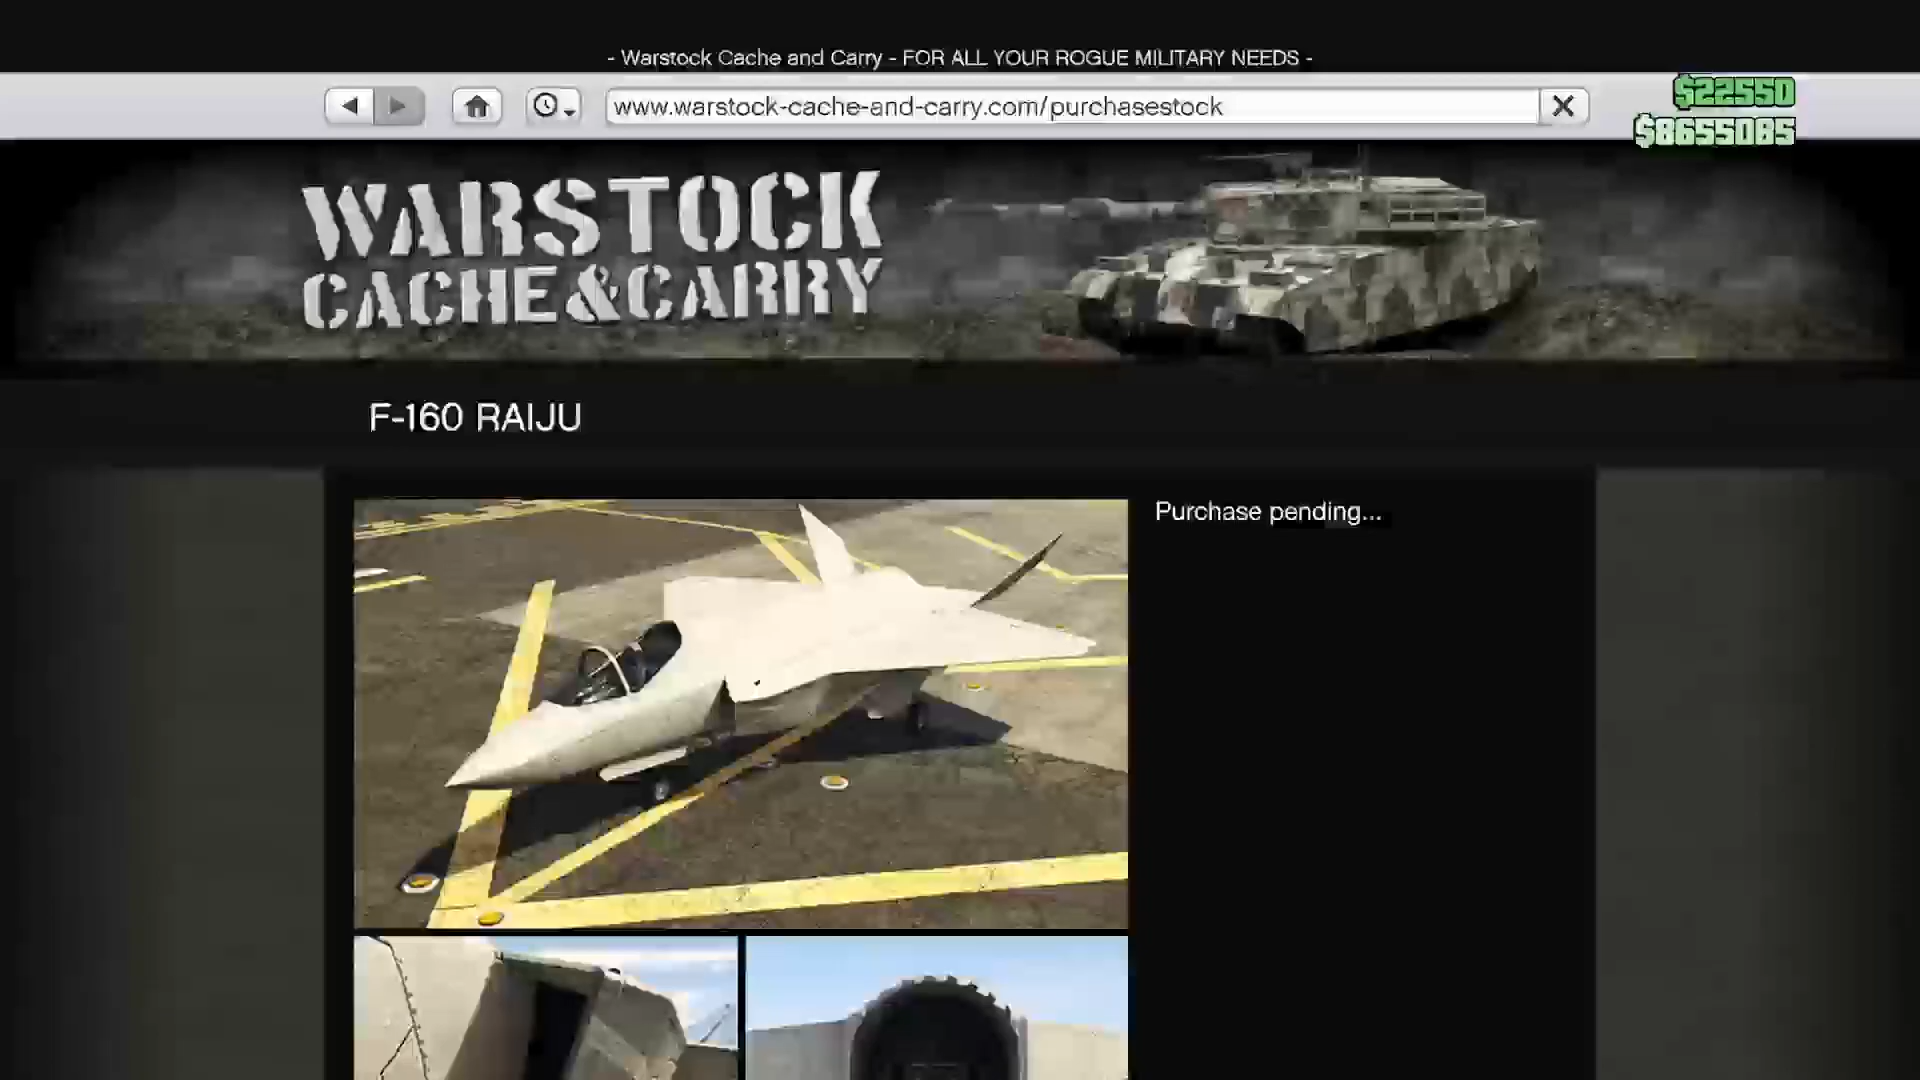 - Warstock Cache and Carry - FOR ALL YOUR ROGUE MILITARY NEEDS -
www.warstock-cache-and-carry.com/purchasestock
$22550
$8655085
WARSTOCK
CACHE&CARRY
F-160 RAIJU
Purchase pending...